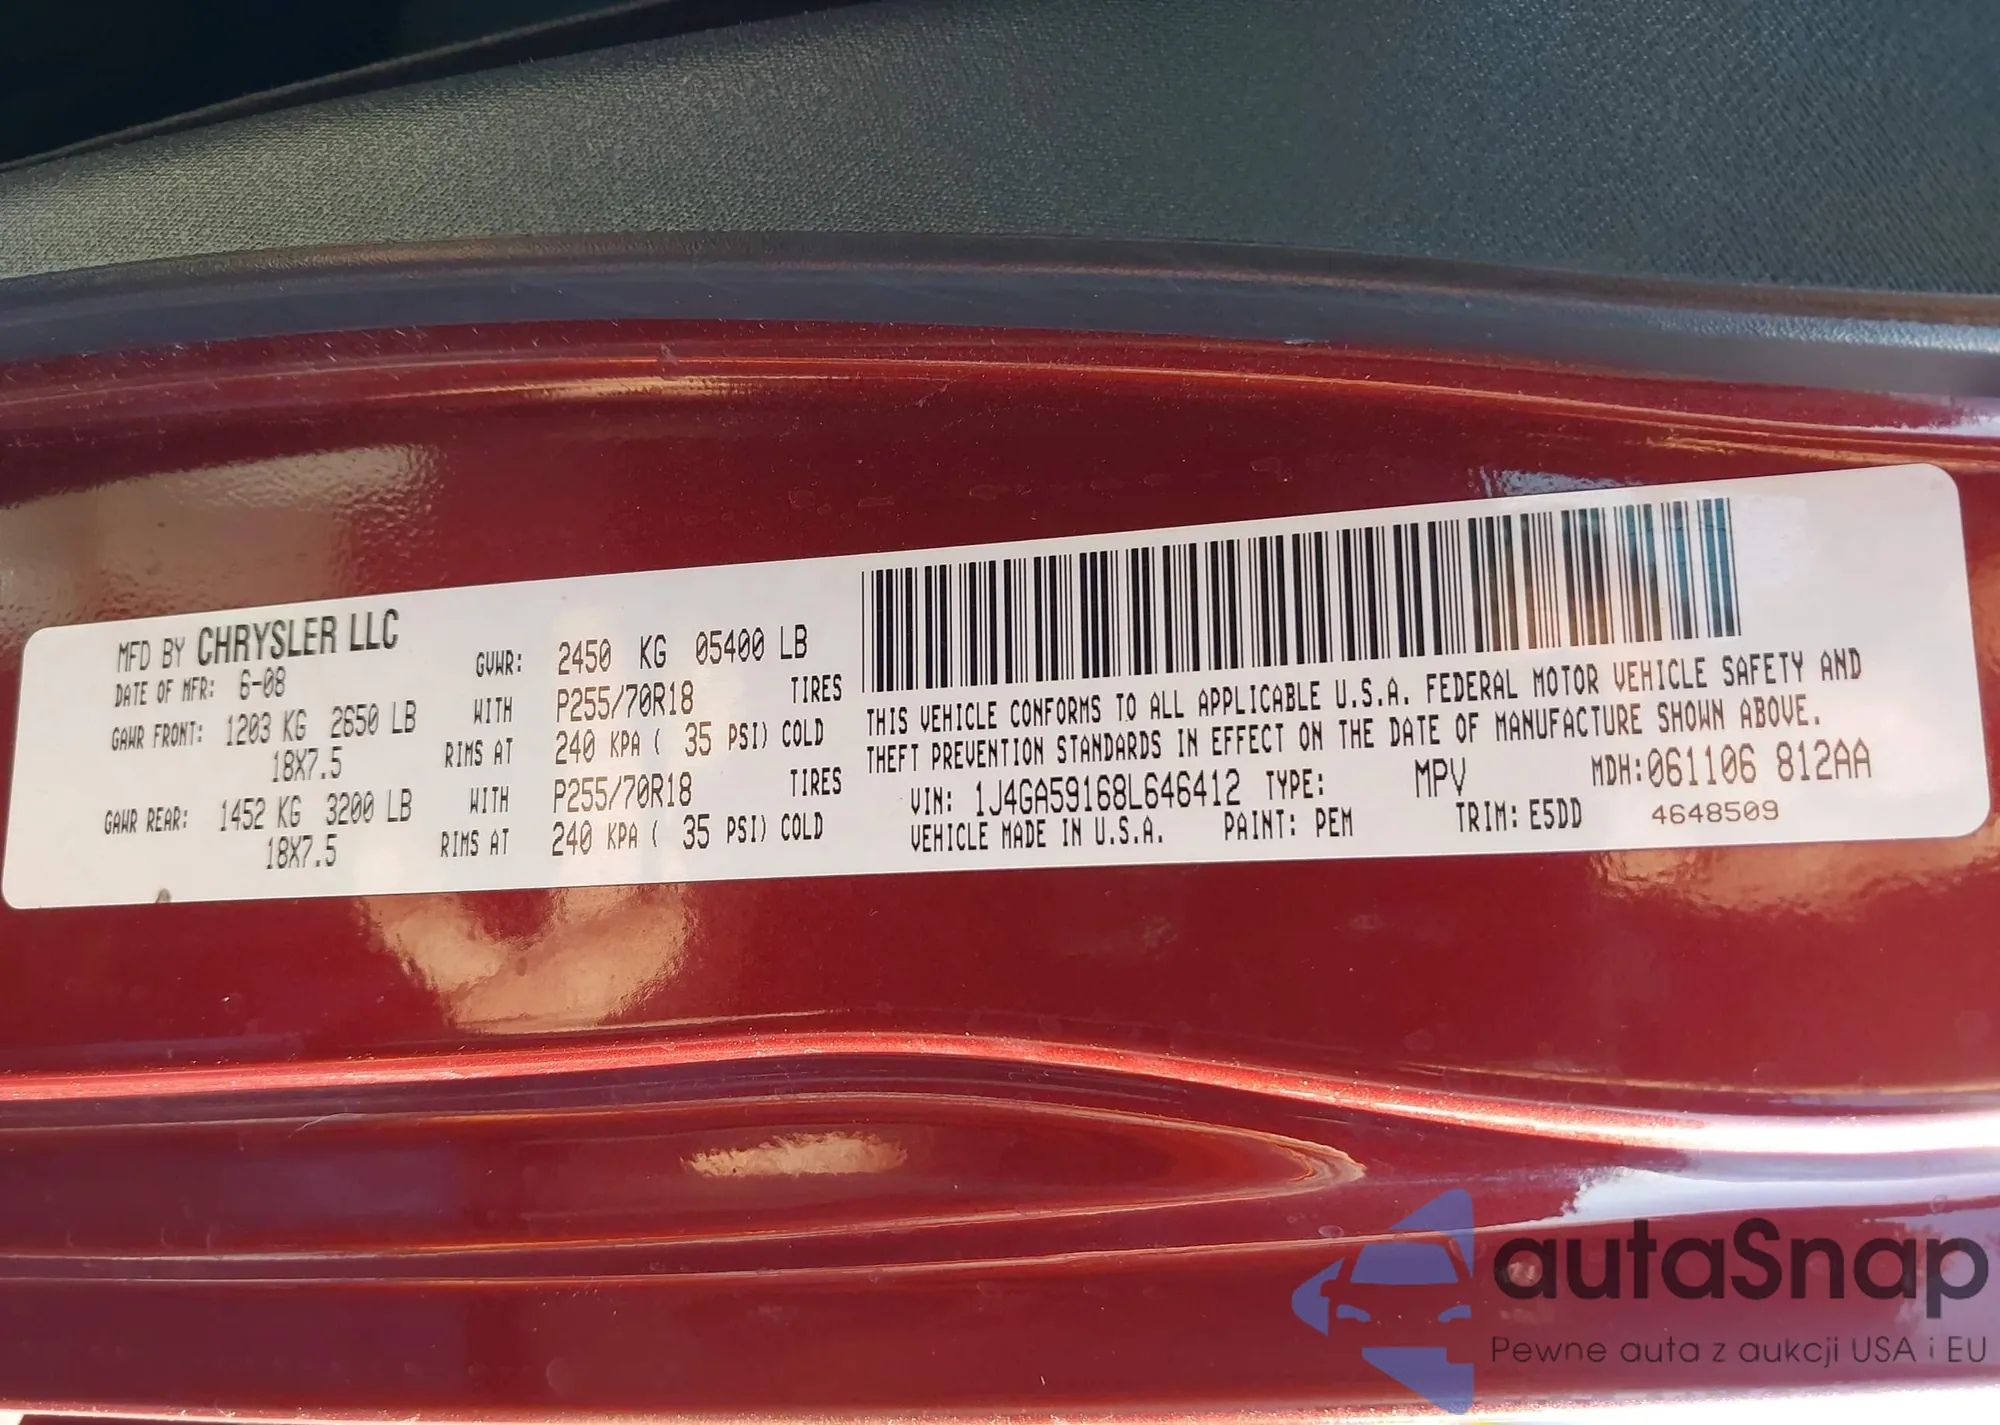 MFD BY CHRYSLER LLC
DATE OF MFR: 6-08
GVWR: 2450 KG 05400 LB
GAWR FRONT: 1203 KG 2650 LB WITH P255/70R18 TIRES
18X7.5 RIMS AT 240 KPA ( 35 PSI) COLD
GAWR REAR: 1452 KG 3200 LB WITH P255/70R18 TIRES
18X7.5 RIMS AT 240 KPA ( 35 PSI) COLD
THIS VEHICLE CONFORMS TO ALL APPLICABLE U.S.A. FEDERAL MOTOR VEHICLE SAFETY AND
THEFT PREVENTION STANDARDS IN EFFECT ON THE DATE OF MANUFACTURE SHOWN ABOVE.
VIN: 1J4GA59168L646412 TYPE: MPV MDH:061106 812AA
VEHICLE MADE IN U.S.A. PAINT: PEM TRIM: E5DD 4648509
autaSnap
Pewne auta z aukcji USA i EU